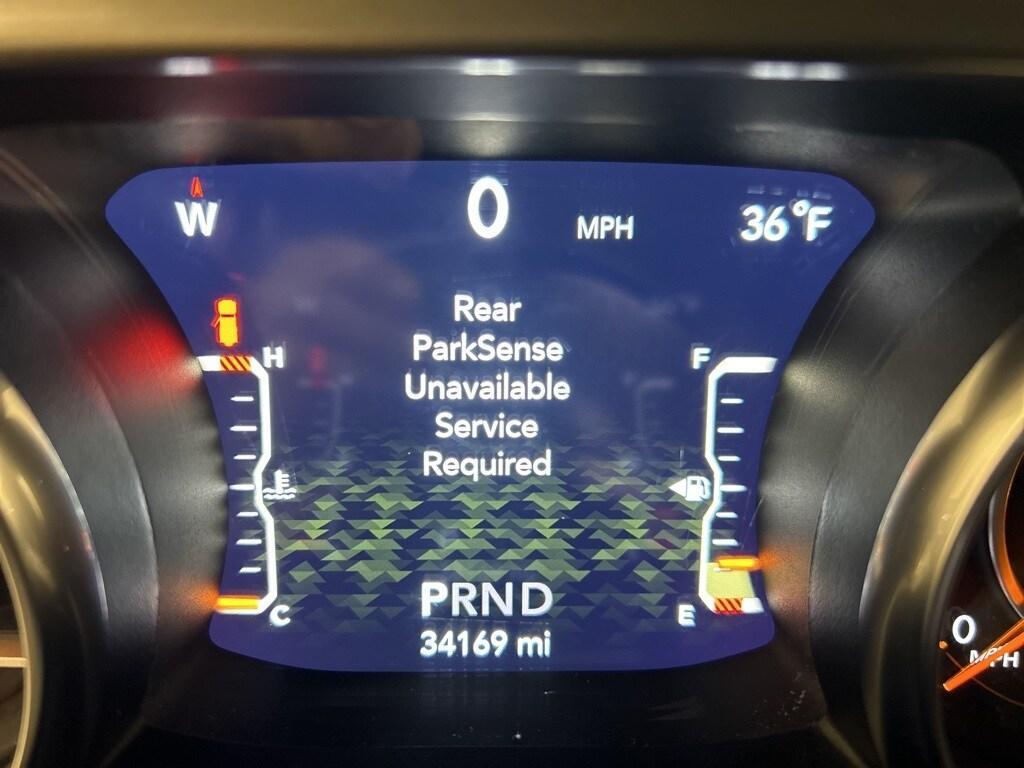 W 0 MPH 36°F
Rear
H ParkSense F
Unavailable
Service
Required
PRND
C E
34169 mi
0
MPH